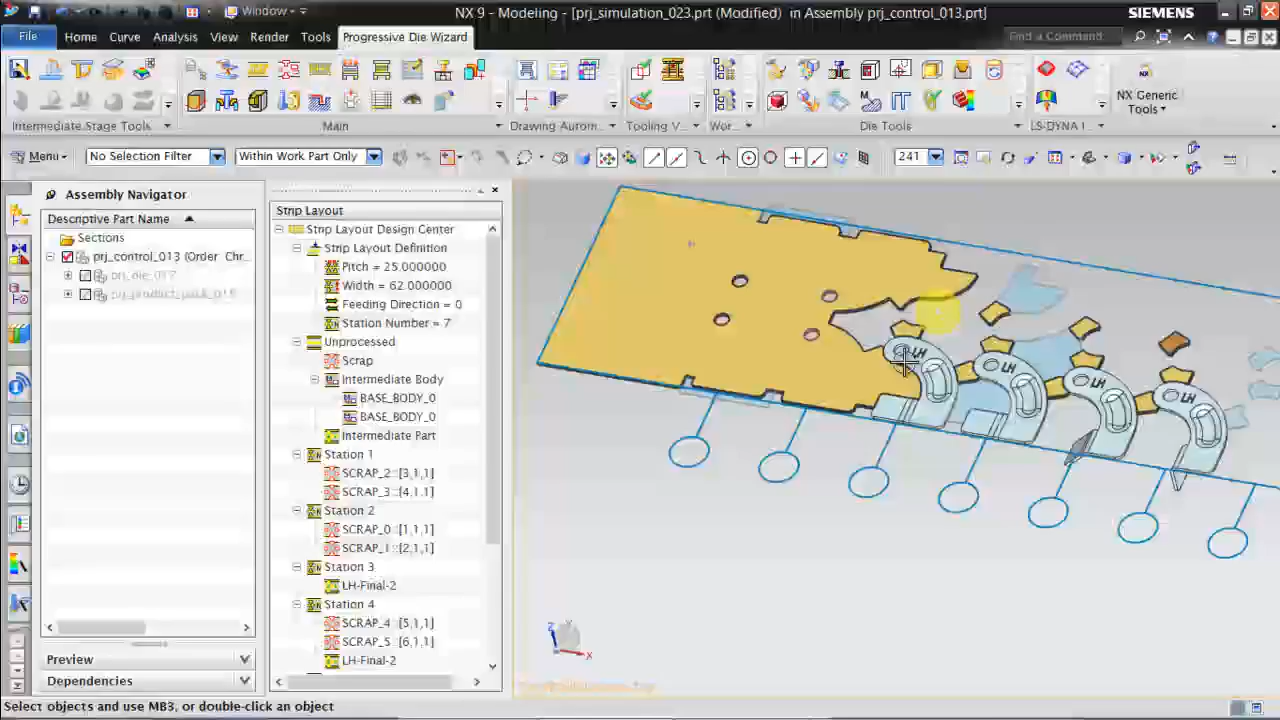 Window
NX 9 - Modeling - [prj_simulation_023.prt (Modified) in Assembly prj_control_013.prt]
SIEMENS
File Home Curve Analysis View Render Tools Progressive Die Wizard
Find a Command
NX Generic
Tools
Intermediate Stage Tools Main Drawing Autom... Tooling V... Wor... Die Tools LS-DYNA I...
Menu No Selection Filter Within Work Part Only 241
Assembly Navigator
Descriptive Part Name
Sections
prj_control_013 (Order: Chr...
prj_die_017
Strip Layout
Strip Layout Design Center
Strip Layout Definition
Pitch = 25.000000
Width = 62.000000
Feeding Direction = 0
Station Number = 7
Unprocessed
Scrap
Intermediate Body
BASE_BODY_0
BASE_BODY_0
Intermediate Part
Station 1
SCRAP_2::[3,1,1]
SCRAP_3::[4,1,1]
Station 2
SCRAP_0::[1,1,1]
SCRAP_1::[2,1,1]
Station 3
LH-Final-2
Station 4
SCRAP_4::[5,1,1]
SCRAP_5::[6,1,1]
LH-Final-2
LH
LH
LH
LH
Z
Y
X
Preview
Dependencies
Select objects and use MB3, or double-click an object